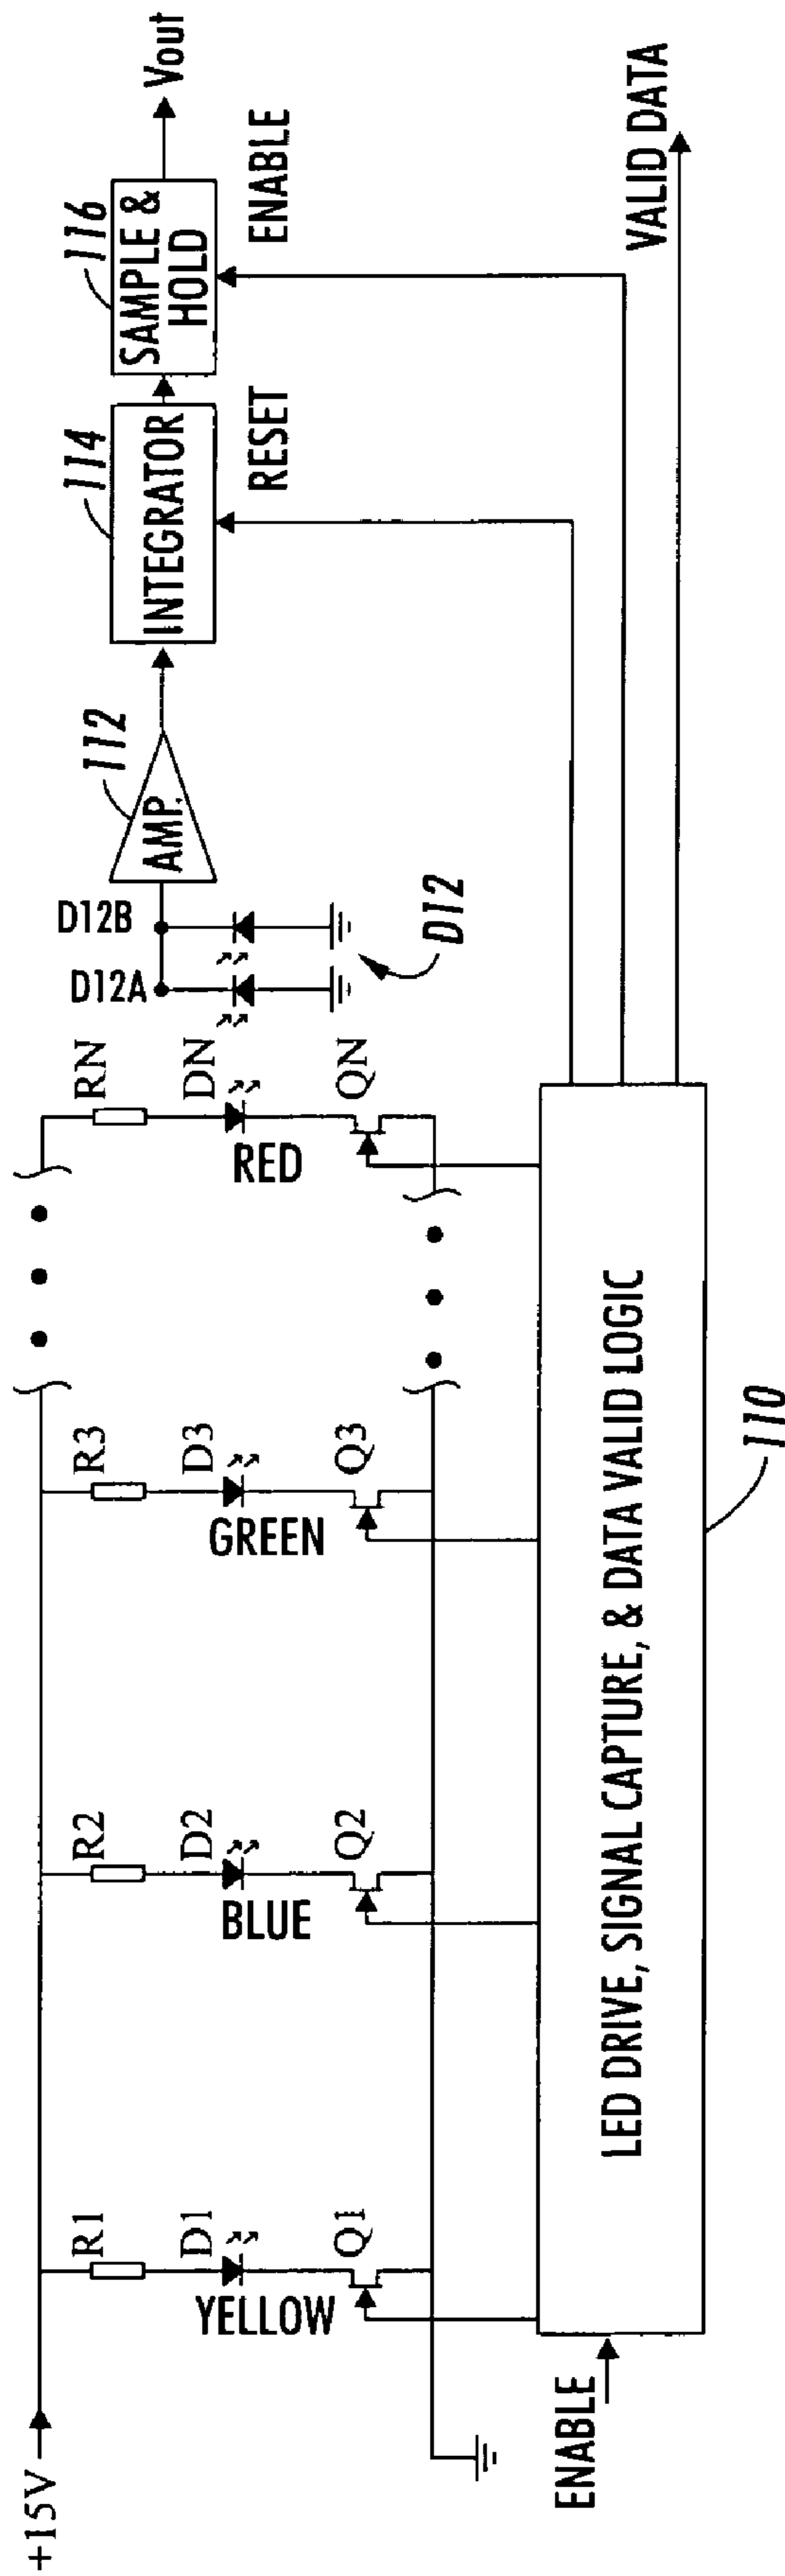 +15V
R1
D1
YELLOW
Q1
R2
D2
BLUE
Q2
R3
D3
GREEN
Q3
RN
DN
RED
QN
D12A
D12B
D12
AMP.
112
INTEGRATOR
114
RESET
SAMPLE &
HOLD
116
ENABLE
Vout
ENABLE
LED DRIVE, SIGNAL CAPTURE, & DATA VALID LOGIC
110
VALID DATA